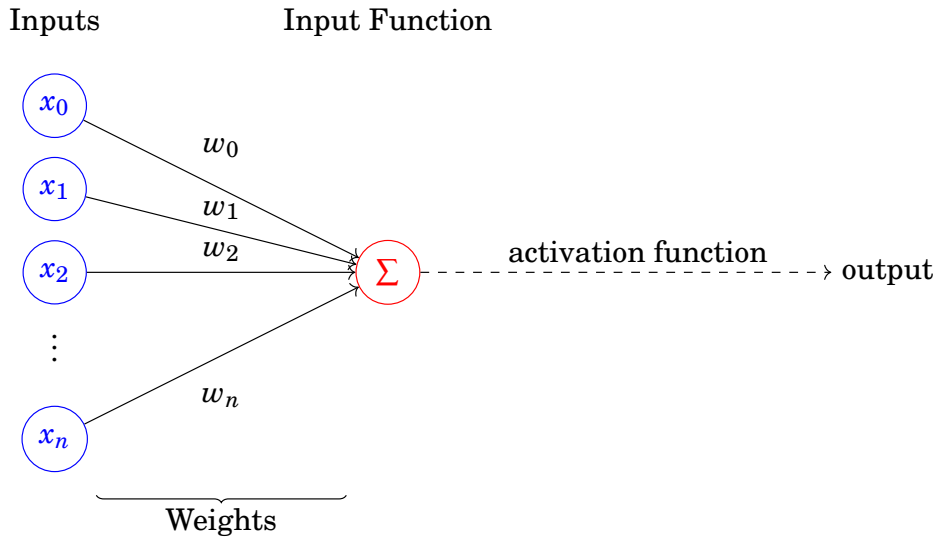 Inputs
Input Function
x₀
w₀
x₁
w₁
x₂
w₂
Σ
activation function
output
⋮
wₙ
xₙ
Weights